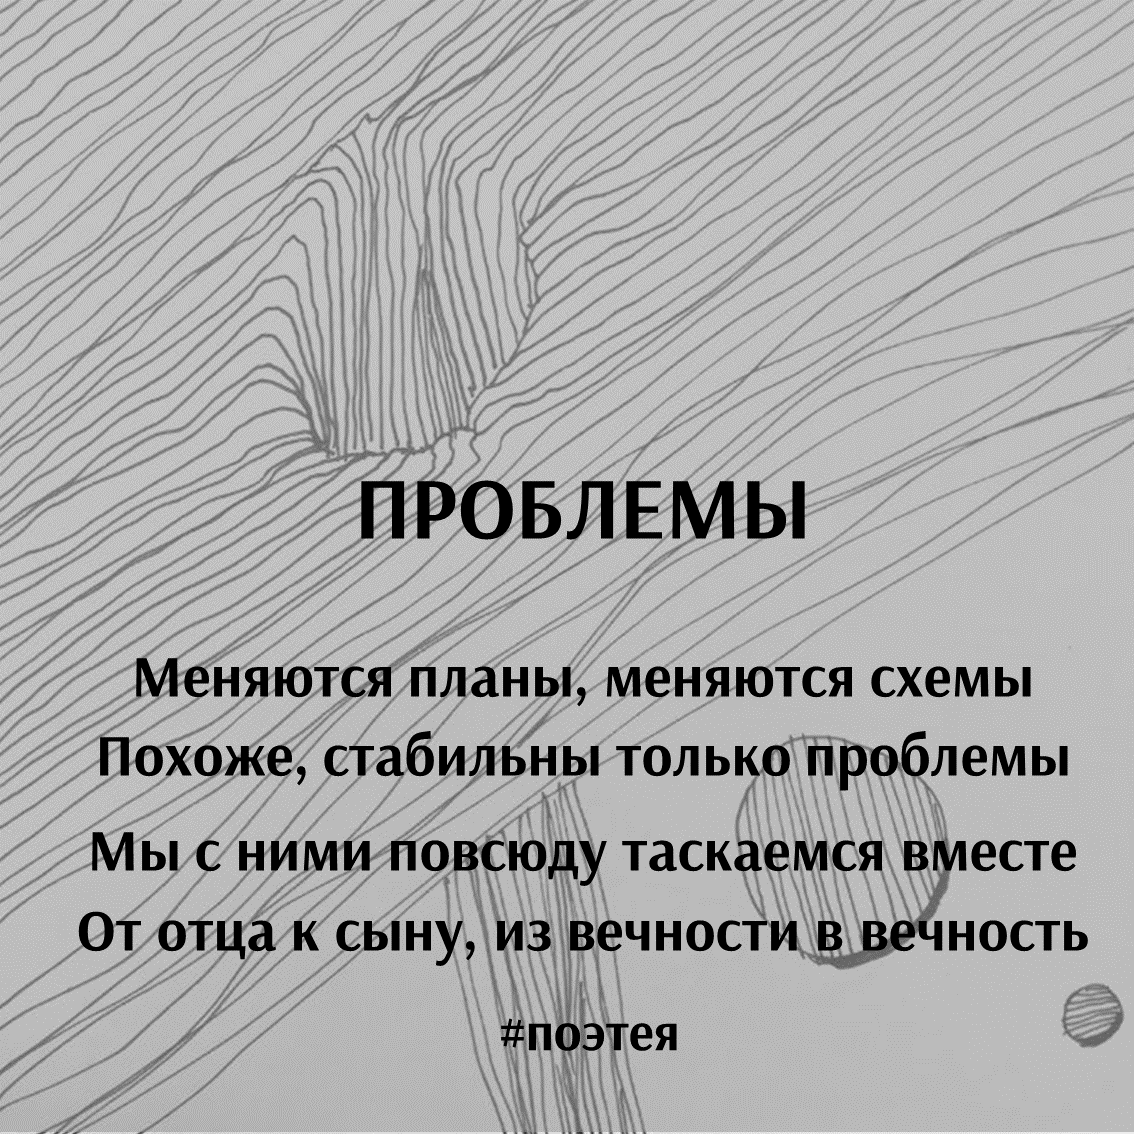 ПРОБЛЕМЫ
Меняются планы, меняются схемы
Похоже, стабильны только проблемы
Мы с ними повсюду таскаемся вместе
От отца к сыну, из вечности в вечность
#поэтея